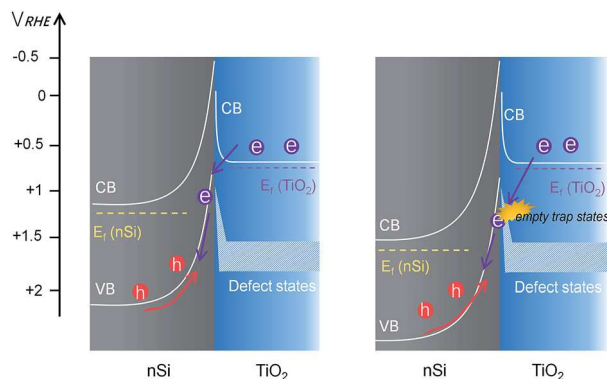 VRHE
-0.5
0
+0.5
+1
+1.5
+2
CB
e e
Ef (TiO2)
CB
e
Ef (nSi)
h
h
VB
Defect states
nSi TiO2
CB
e e
Ef (TiO2)
e
empty trap states
CB
Ef (nSi)
h
h
VB
Defect states
nSi TiO2